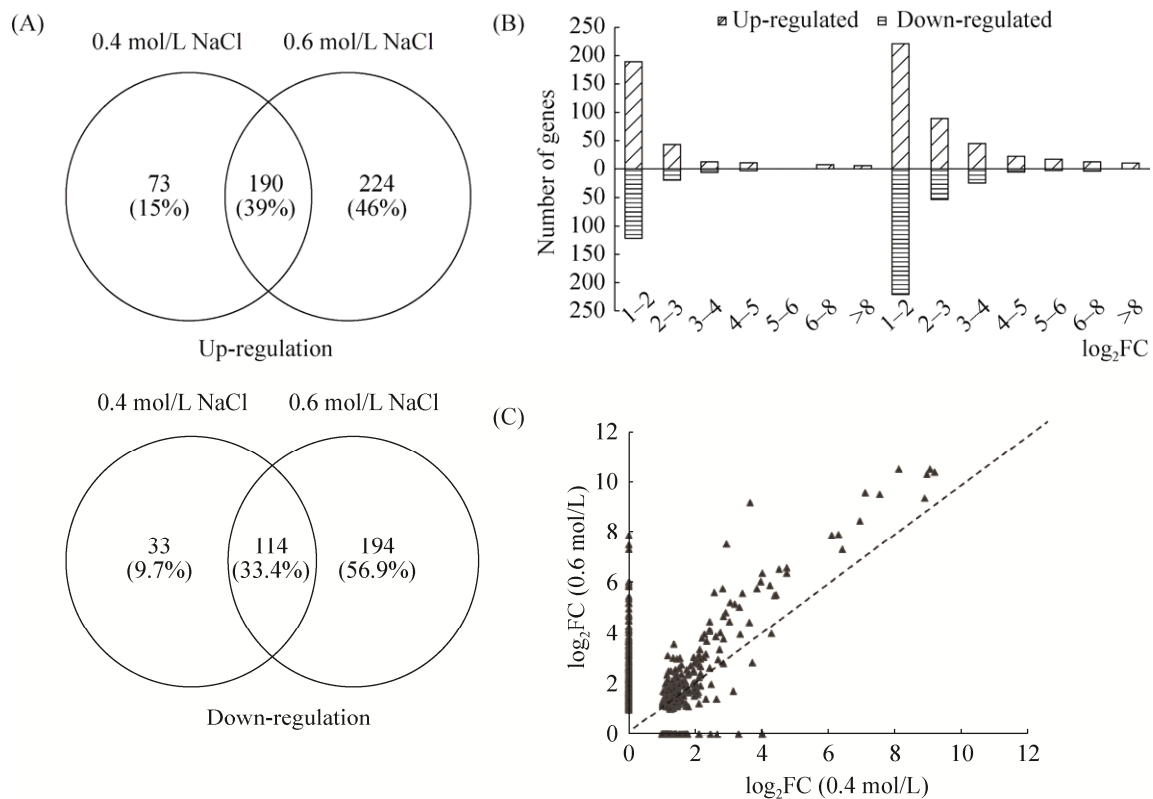 (A)
0.4 mol/L NaCl 0.6 mol/L NaCl
73 190 224
(15%) (39%) (46%)
Up-regulation
0.4 mol/L NaCl 0.6 mol/L NaCl
33 114 194
(9.7%) (33.4%) (56.9%)
Down-regulation
(B)
Up-regulated Down-regulated
Number of genes
250
200
150
100
50
0
50
100
150
200
250
1–2 2–3 3–4 4–5 5–6 6–8 >8 1–2 2–3 3–4 4–5 5–6 6–8 >8
log₂FC
(C)
log₂FC (0.6 mol/L)
12
10
8
6
4
2
0
0 2 4 6 8 10 12
log₂FC (0.4 mol/L)